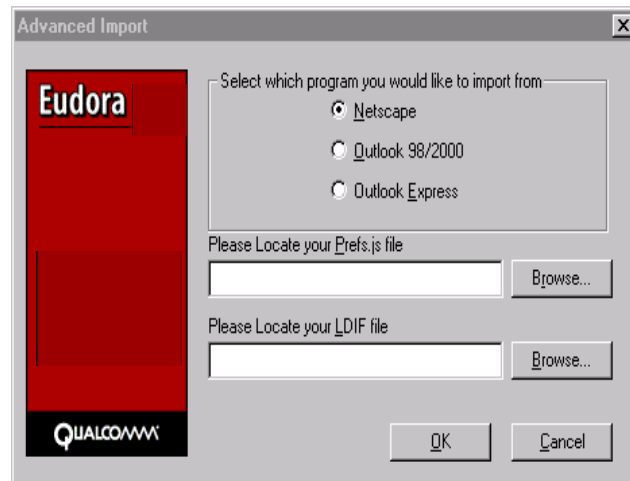 Advanced Import
Eudora
Select which program you would like to import from
Netscape
Outlook 98/2000
Outlook Express
Please Locate your Prefs.js file
Browse...
Please Locate your LDIF file
Browse...
QUALCOMM
OK
Cancel